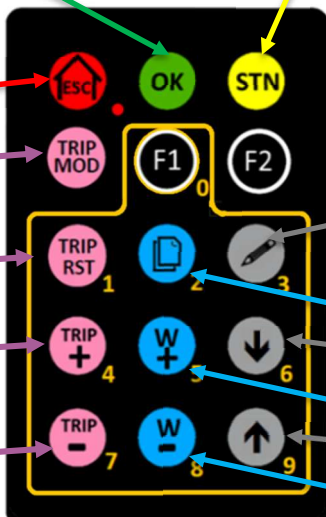 ESC OK STN
TRIP MOD F1 F2
0
TRIP RST
1 2 3
TRIP + W +
4 5 6
TRIP - W -
7 8 9